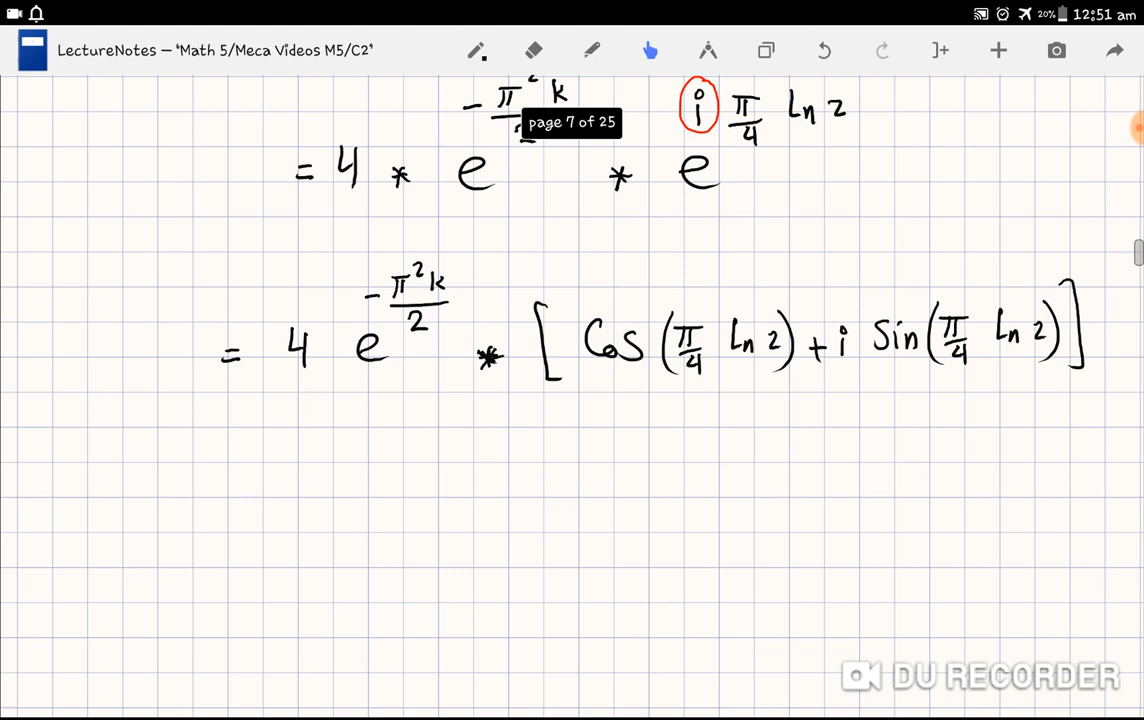 20% 12:51 am
LectureNotes – ‘Math 5/Meca Videos M5/C2’
page 7 of 25
= 4 * e^{-π² k/2} * e^{i π/4 Ln 2}
= 4 e^{-π² k/2} * [ Cos (π/4 Ln 2) + i Sin (π/4 Ln 2) ]
DU RECORDER